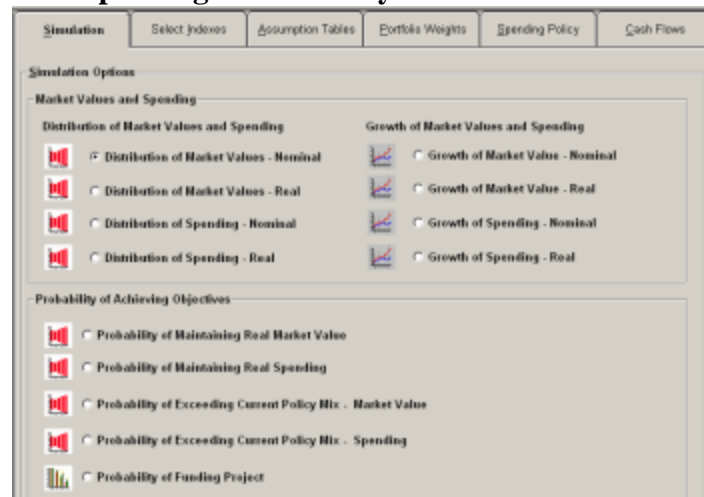 Simulation
Select Indexes
Assumption Tables
Portfolio Weights
Spending Policy
Cash Flows
Simulation Options
Market Values and Spending
Distribution of Market Values and Spending
Growth of Market Values and Spending
Distribution of Market Values - Nominal
Growth of Market Value - Nominal
Distribution of Market Values - Real
Growth of Market Value - Real
Distribution of Spending - Nominal
Growth of Spending - Nominal
Distribution of Spending - Real
Growth of Spending - Real
Probability of Achieving Objectives
Probability of Maintaining Real Market Value
Probability of Maintaining Real Spending
Probability of Exceeding Current Policy Mix - Market Value
Probability of Exceeding Current Policy Mix - Spending
Probability of Funding Project